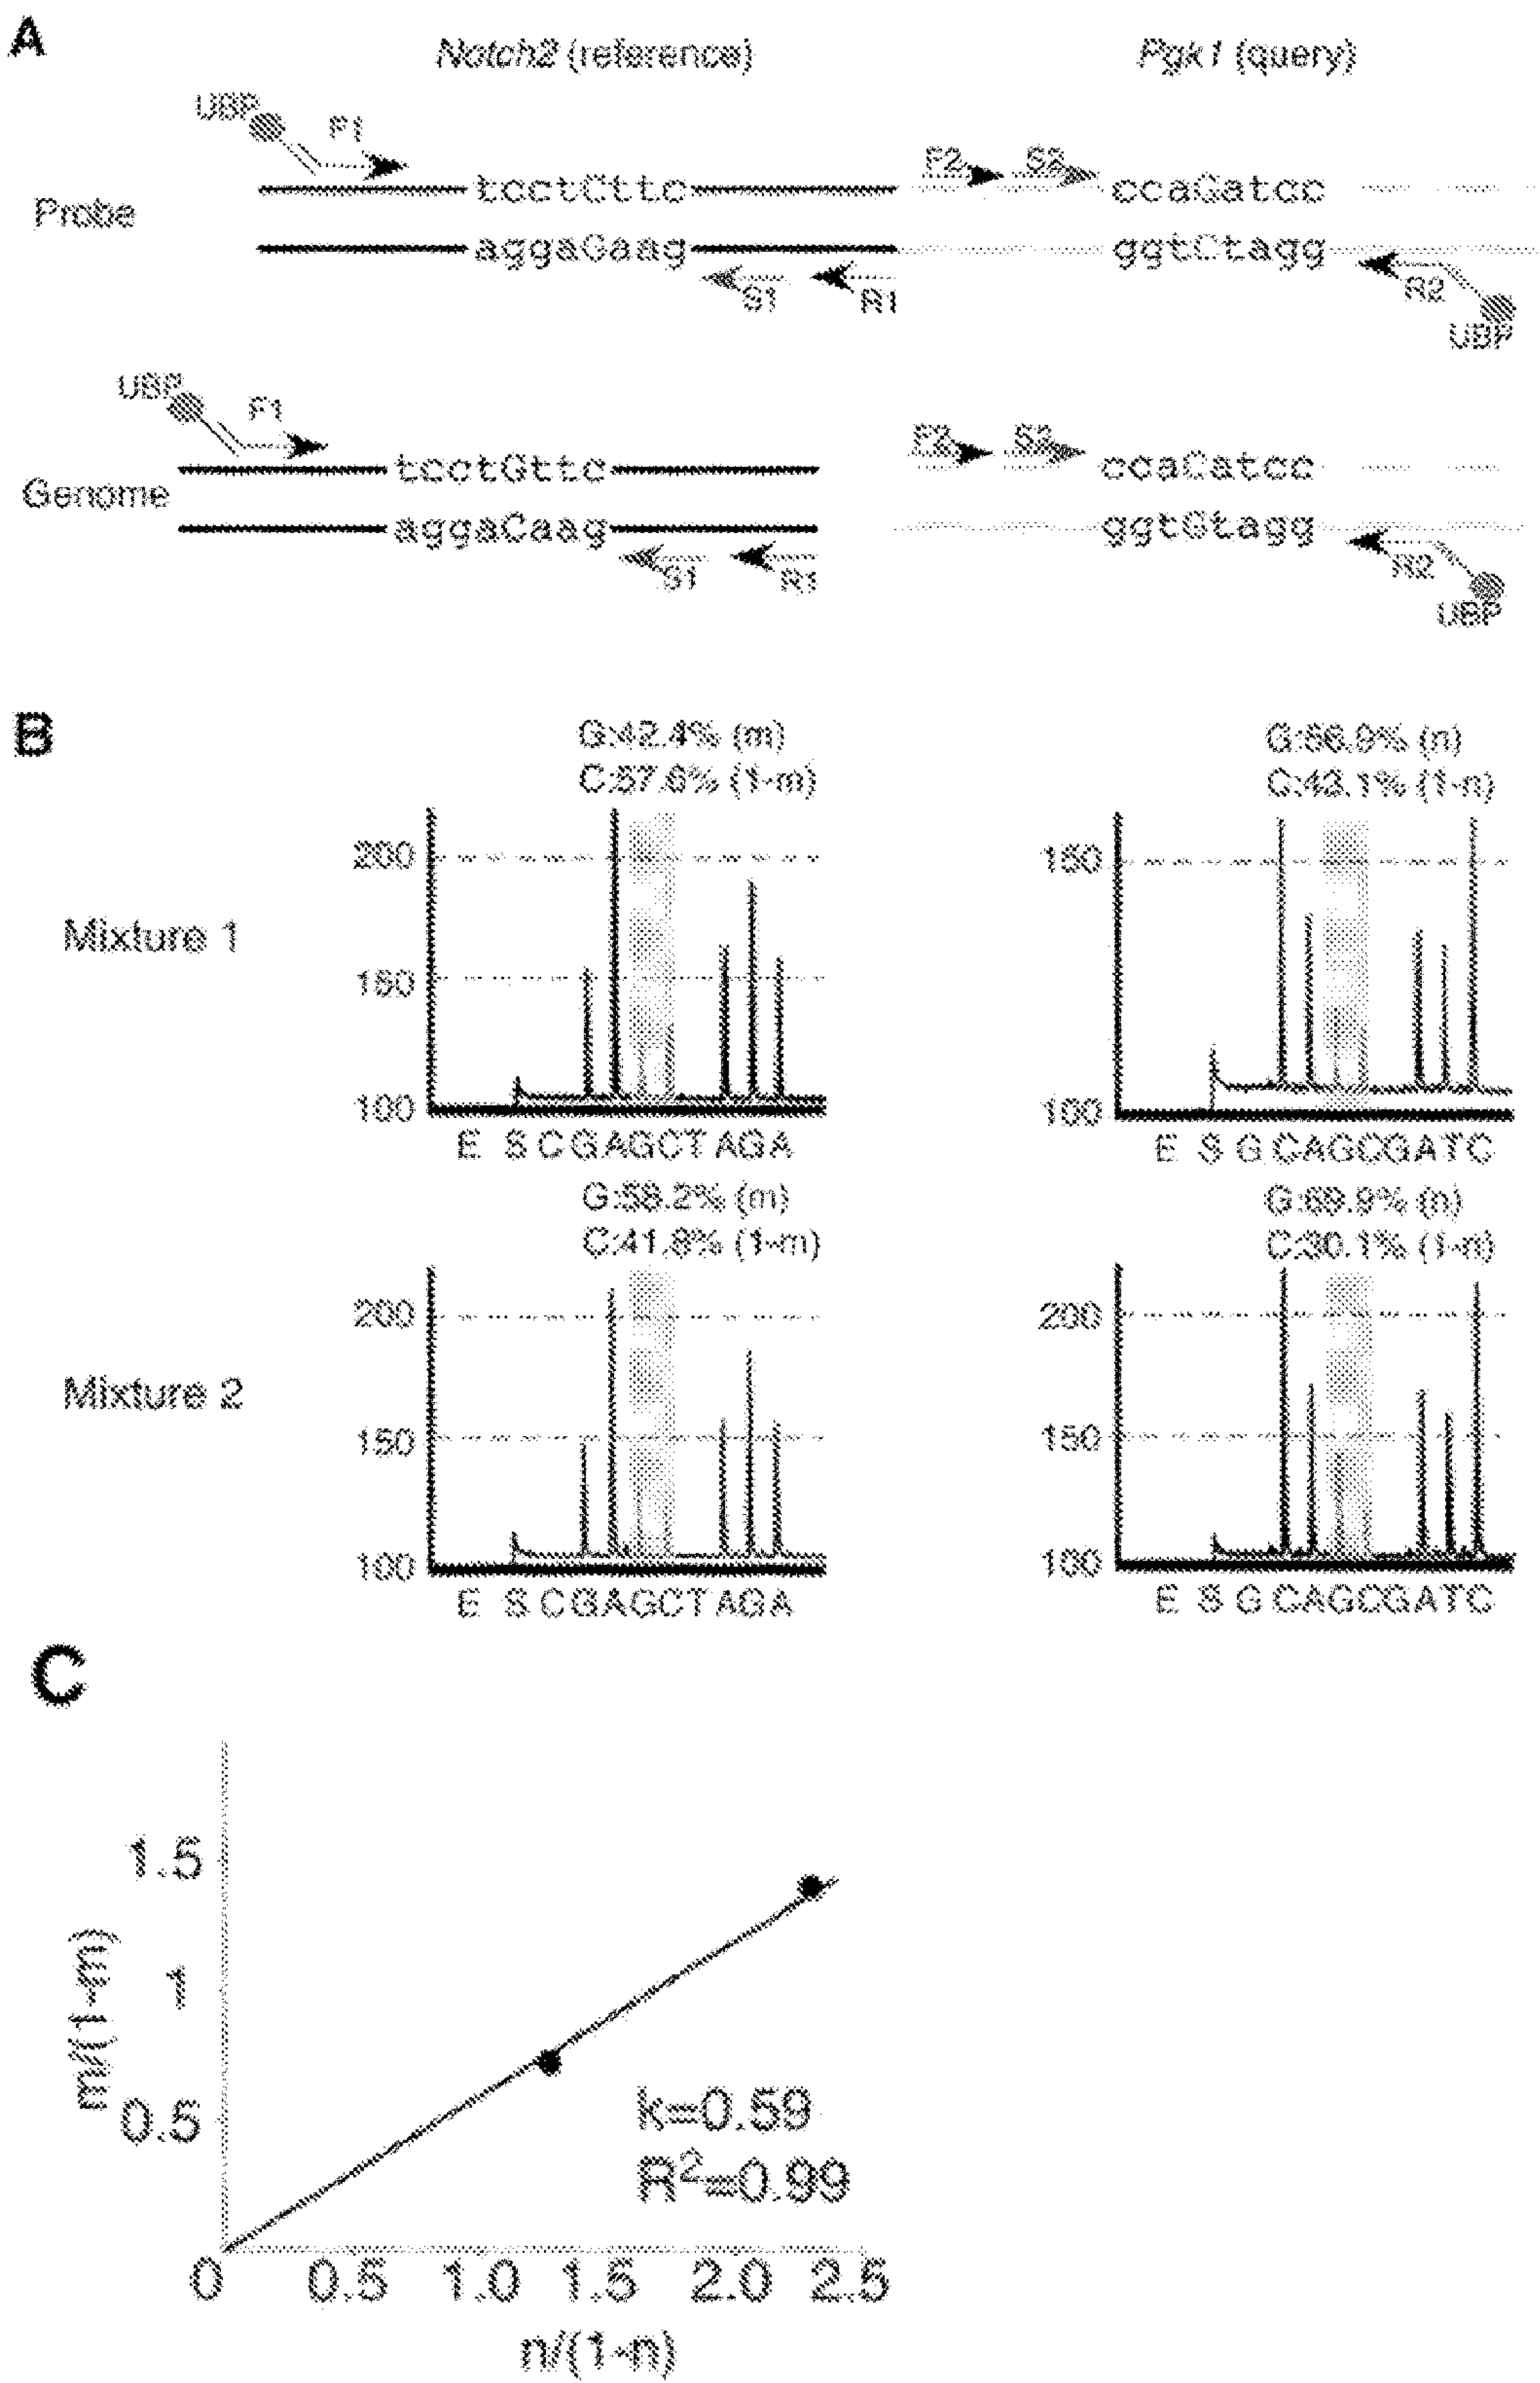 A
Notch2 (reference) Pgk1 (query)
UBP F1
F2 S2
Probe
tcctCttc ccaGatcc
aggaGaag ggtCtagg
S1 R1 R2
UBP
UBP F1
F2 S2
Genome
tcctGttc ccaCatcc
aggaCaag ggtGtagg
S1 R1 R2
UBP
B
G:42.4% (m) G:56.9% (n)
C:57.6% (1-m) C:43.1% (1-n)
Mixture 1
200 150
150
100 100
E S C G A G C T A G A
E S G C A G C G A T C
G:58.2% (m) G:69.9% (n)
C:41.8% (1-m) C:30.1% (1-n)
Mixture 2
200 200
150 150
100 100
E S C G A G C T A G A
E S G C A G C G A T C
C
1.5
1
0.5
m/(1-m)
k=0.59
R²=0.99
0 0.5 1.0 1.5 2.0 2.5
n/(1-n)